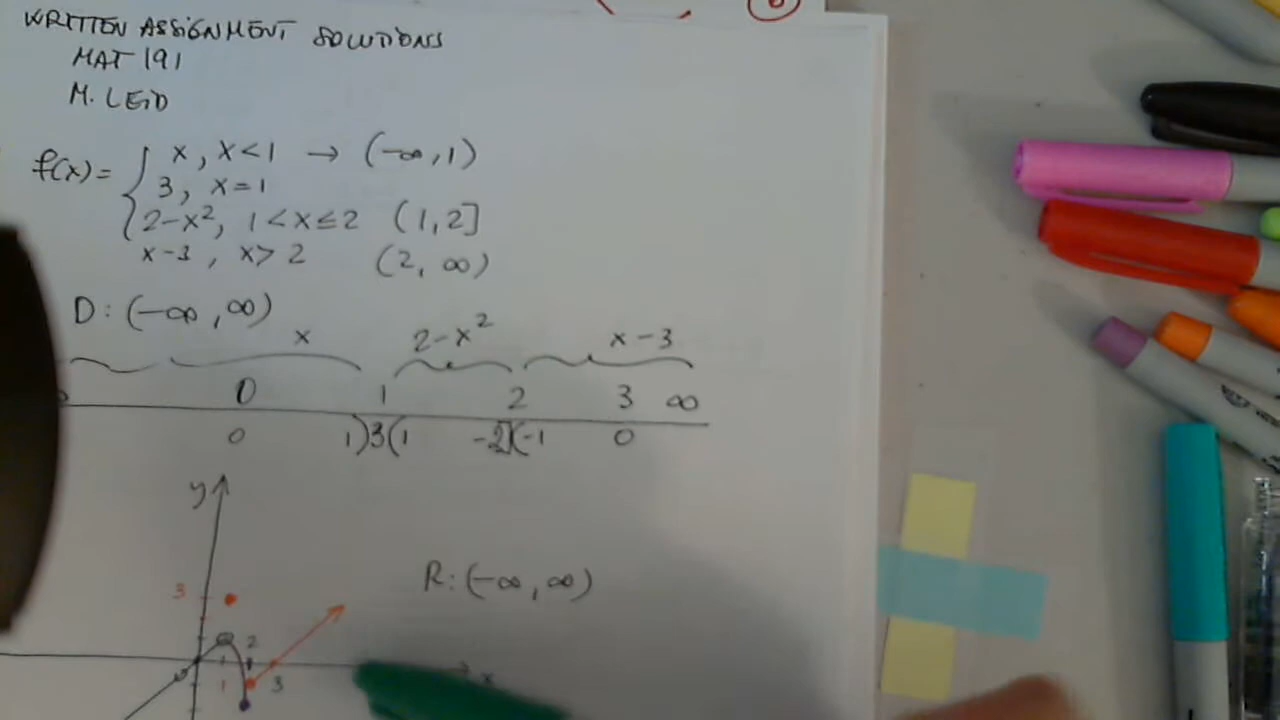 WRITTEN ASSIGNMENT SOLUTIONS
MAT 191
M. LEID
f(x)= { x, x<1 → (-∞,1)
3, x=1
2-x², 1<x≤2 (1,2]
x-3, x>2 (2, ∞)
D: (-∞,∞)
x 2-x² x-3
0 1 2 3 ∞
0 1)3(1 -2](-1 0
y
R: (-∞,∞)
3
2
1
1 3
x